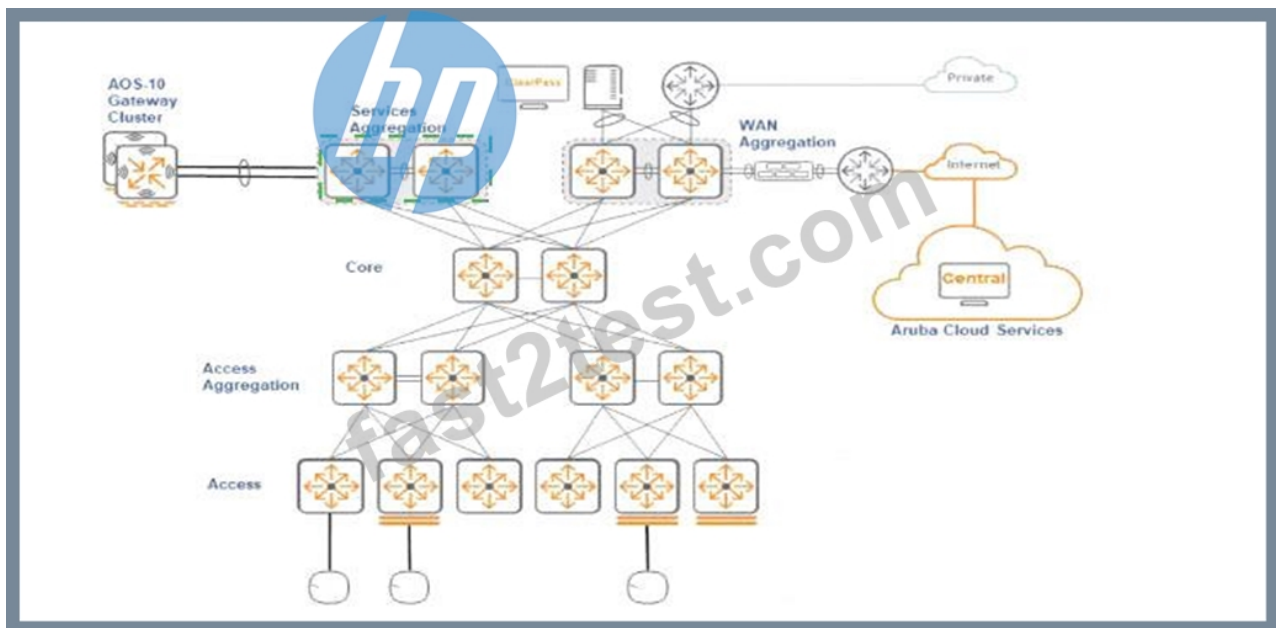 AOS-10
Gateway
Cluster
hp
Services
Aggregation
ClearPass
Private
WAN
Aggregation
Internet
Core
Central
Aruba Cloud Services
Access
Aggregation
Access
fast2test.com